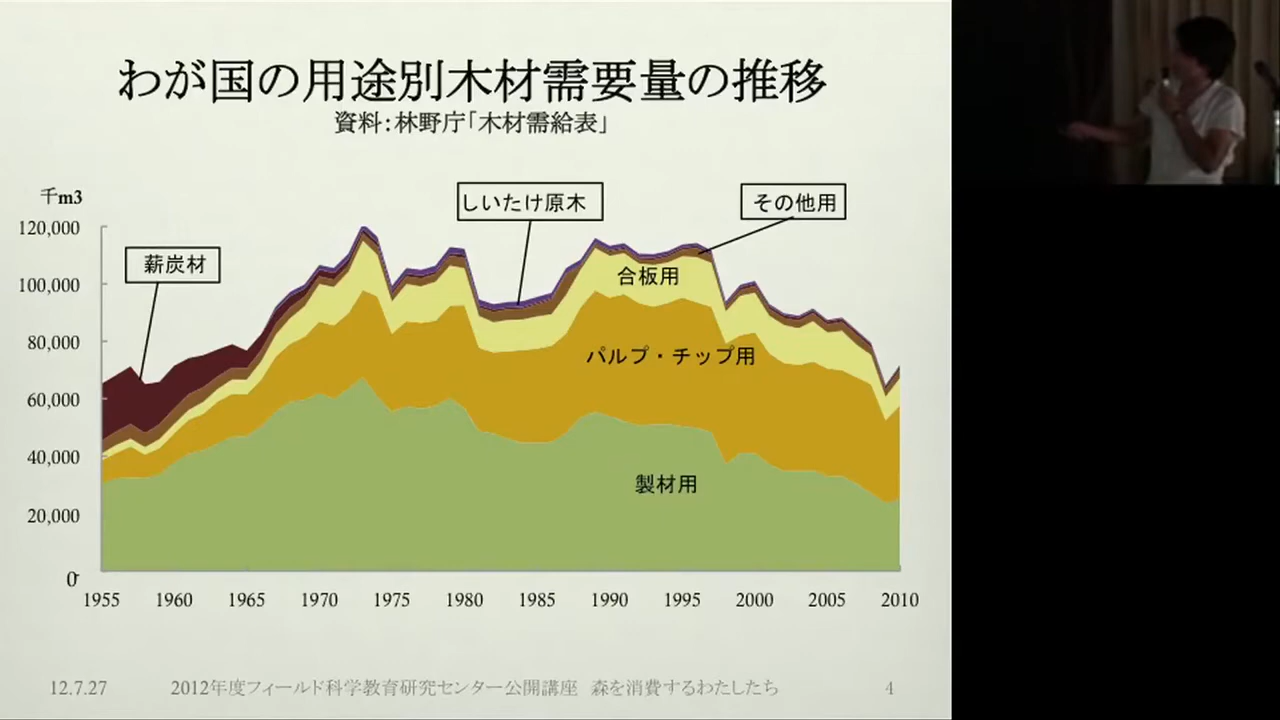 わが国の用途別木材需要量の推移
資料：林野庁「木材需給表」
千m3
120,000
100,000
80,000
60,000
40,000
20,000
0
薪炭材
しいたけ原木
その他用
合板用
パルプ・チップ用
製材用
1955 1960 1965 1970 1975 1980 1985 1990 1995 2000 2005 2010
12.7.27 2012年度フィールド科学教育研究センター公開講座 森を消費するわたしたち 4